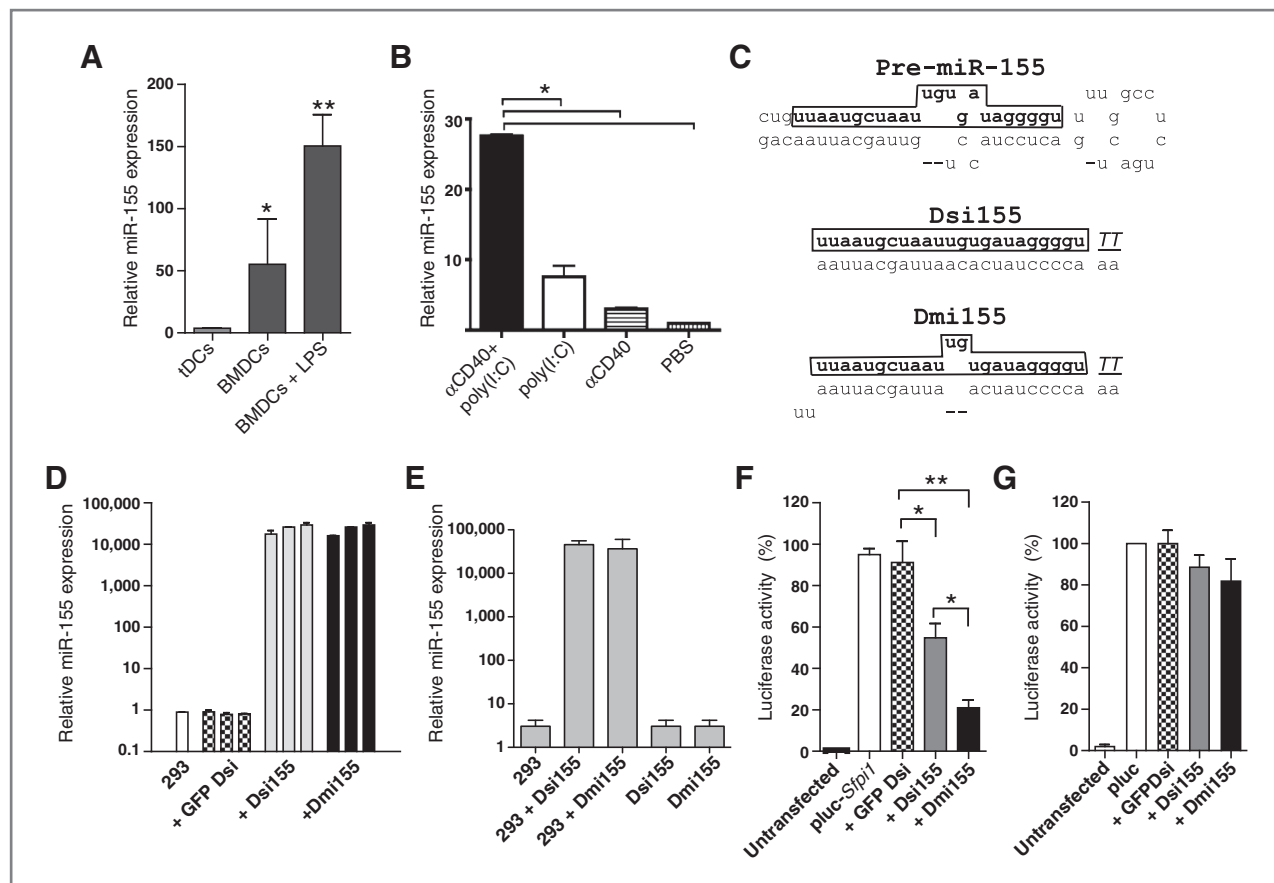 A
Relative miR-155 expression
200
150
100
50
0
*
**
tDCs
BMDCs
BMDCs + LPS
B
Relative miR-155 expression
30
20
10
*
αCD40+
poly(I:C)
poly(I:C)
αCD40
PBS
C
Pre-miR-155
ugu a uu gcc
cuguuaaugcuaau g uagggguu g u
gacaauuacgauug c auccuca g c c
--u c -u agu
Dsi155
uuaaugcuaauugugauaggggu TT
aauuacgauuaacacuaucccca aa
Dmi155
ug
uuaaugcuaau ugauaggggu TT
aauuacgauua acuauccca aa
uu --
D
Relative miR-155 expression
100,000
10,000
1,000
100
10
1
0.1
293
+ GFP Dsi
+ Dsi155
+Dmi155
E
Relative miR-155 expression
100,000
10,000
1,000
100
10
1
293
293 + Dsi155
293 + Dmi155
Dsi155
Dmi155
F
Luciferase activity (%)
120
100
80
60
40
20
0
**
*
*
Untransfected
pluc-Sfpi1
+ GFP Dsi
+ Dsi155
+ Dmi155
G
Luciferase activity (%)
120
100
80
60
40
20
0
Untransfected
pluc
+ GFPDsi
+ Dsi155
+ Dmi155